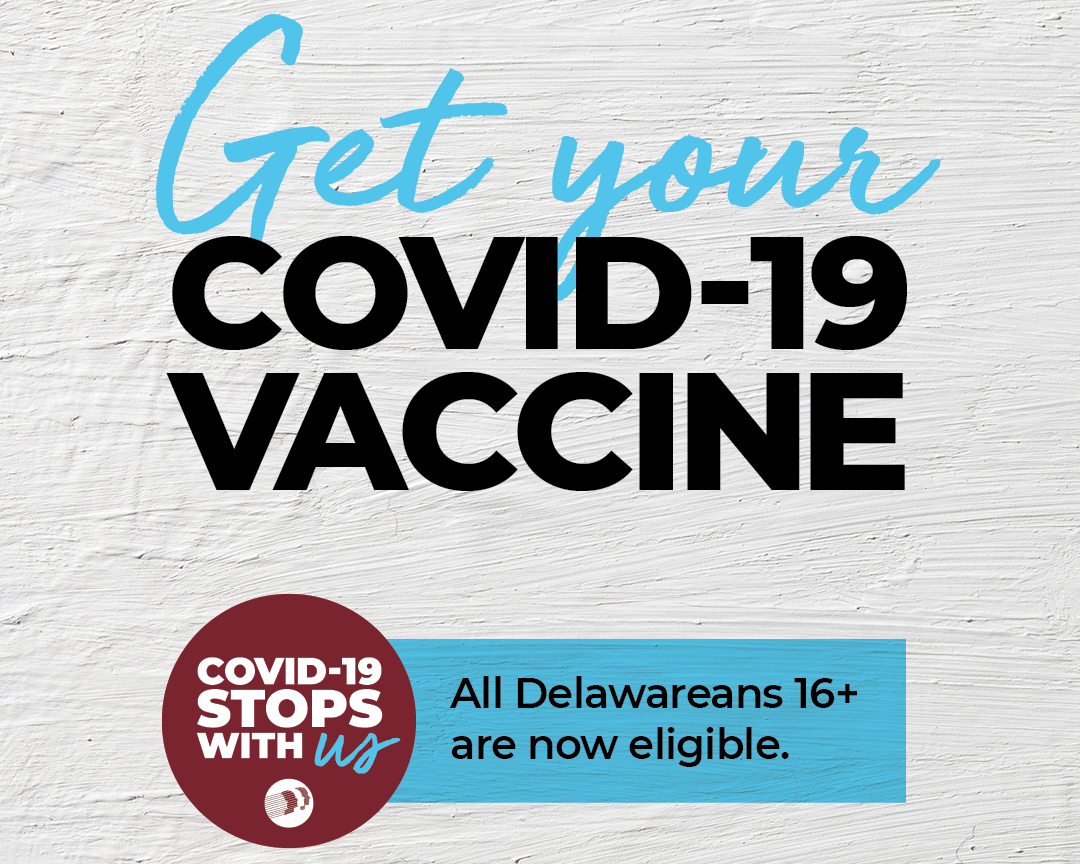 Get your
COVID-19
VACCINE
COVID-19
STOPS
WITH us
All Delawareans 16+
are now eligible.